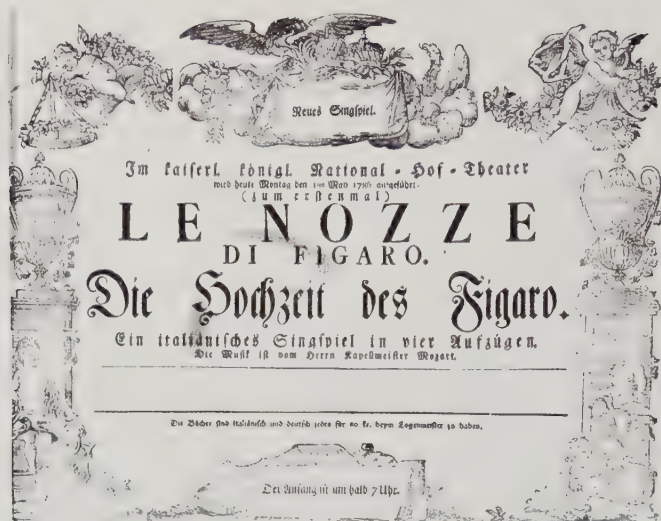 Neues Singspiel.
Im kaiserl. königl. National-Hof-Theater
wird heute Montag den 1ten May 1786 aufgeführt:
(zum erstenmal)
LE NOZZE
DI FIGARO.
Die Hochzeit des Figaro.
Ein italiänisches Singspiel in vier Aufzügen.
Die Musik ist vom Herrn Kapellmeister Mozart.
Die Bücher sind italiänisch und deutsch jedes für 20 kr. beym Logenmeister zu haben.
Der Anfang ist um halb 7 Uhr.